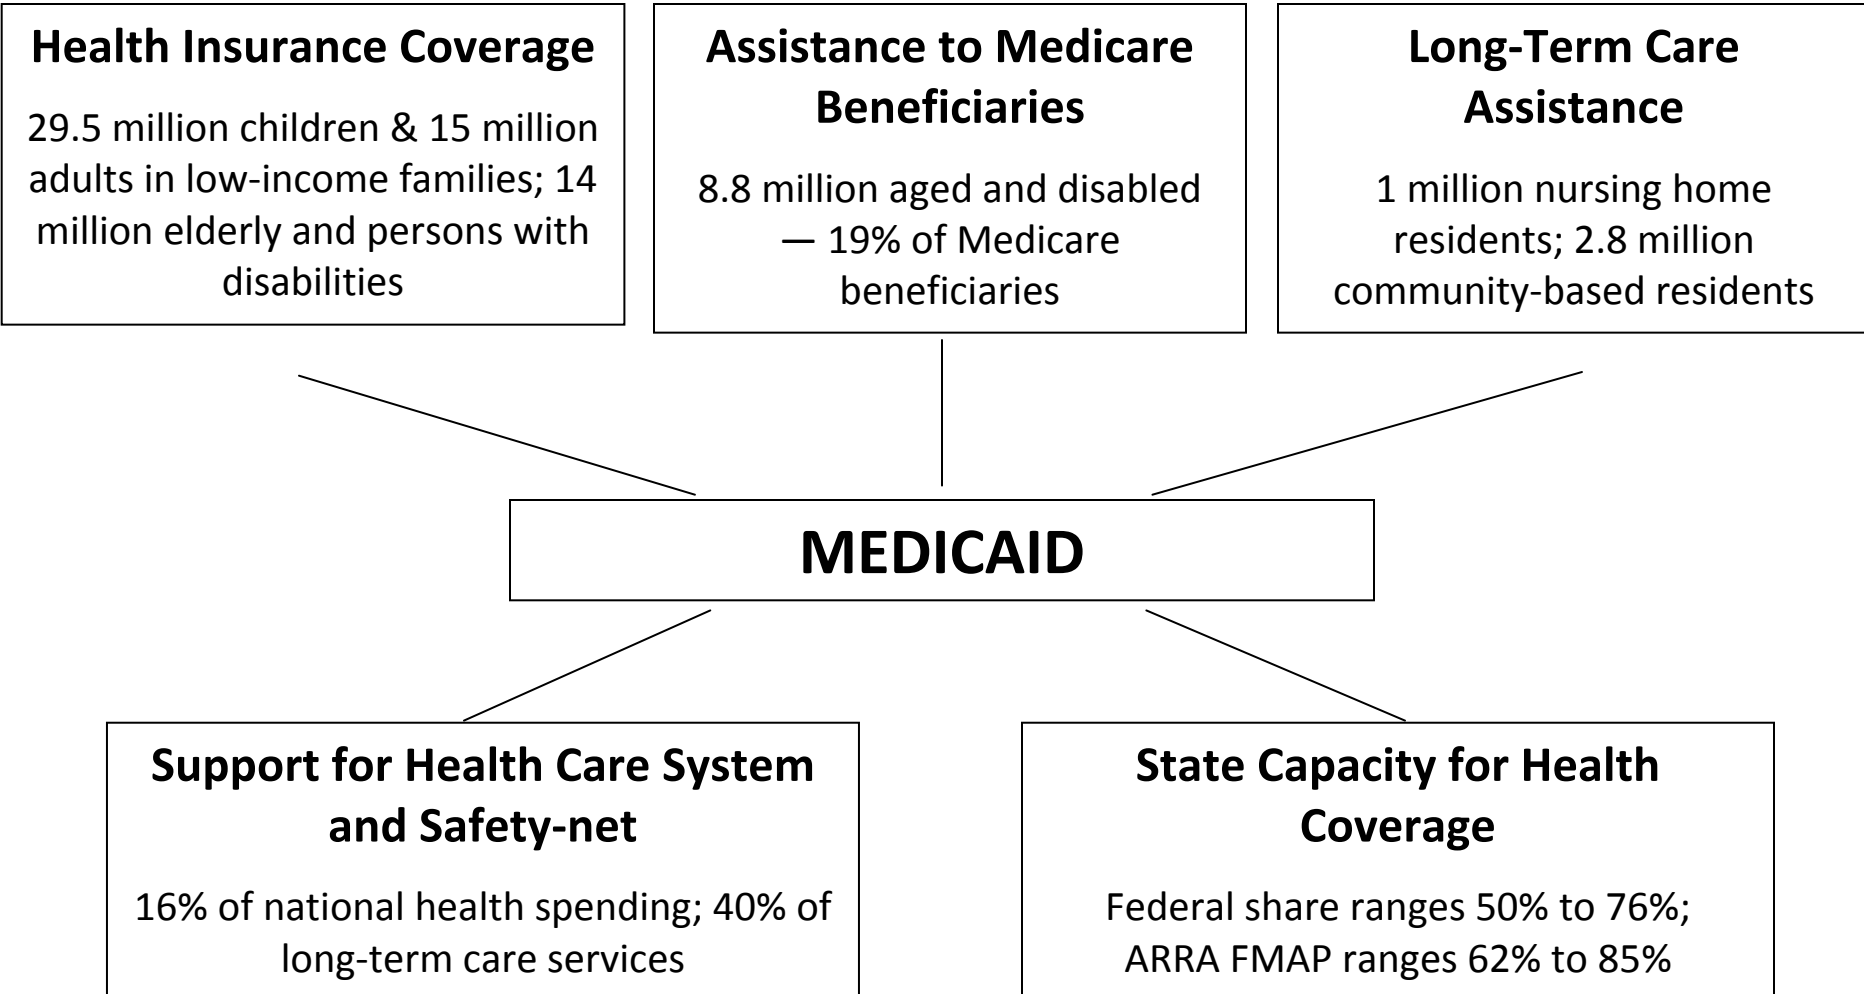 Health Insurance Coverage
29.5 million children & 15 million
adults in low-income families; 14
million elderly and persons with
disabilities
Assistance to Medicare
Beneficiaries
8.8 million aged and disabled
— 19% of Medicare
beneficiaries
Long-Term Care
Assistance
1 million nursing home
residents; 2.8 million
community-based residents
MEDICAID
Support for Health Care System
and Safety-net
16% of national health spending; 40% of
long-term care services
State Capacity for Health
Coverage
Federal share ranges 50% to 76%;
ARRA FMAP ranges 62% to 85%